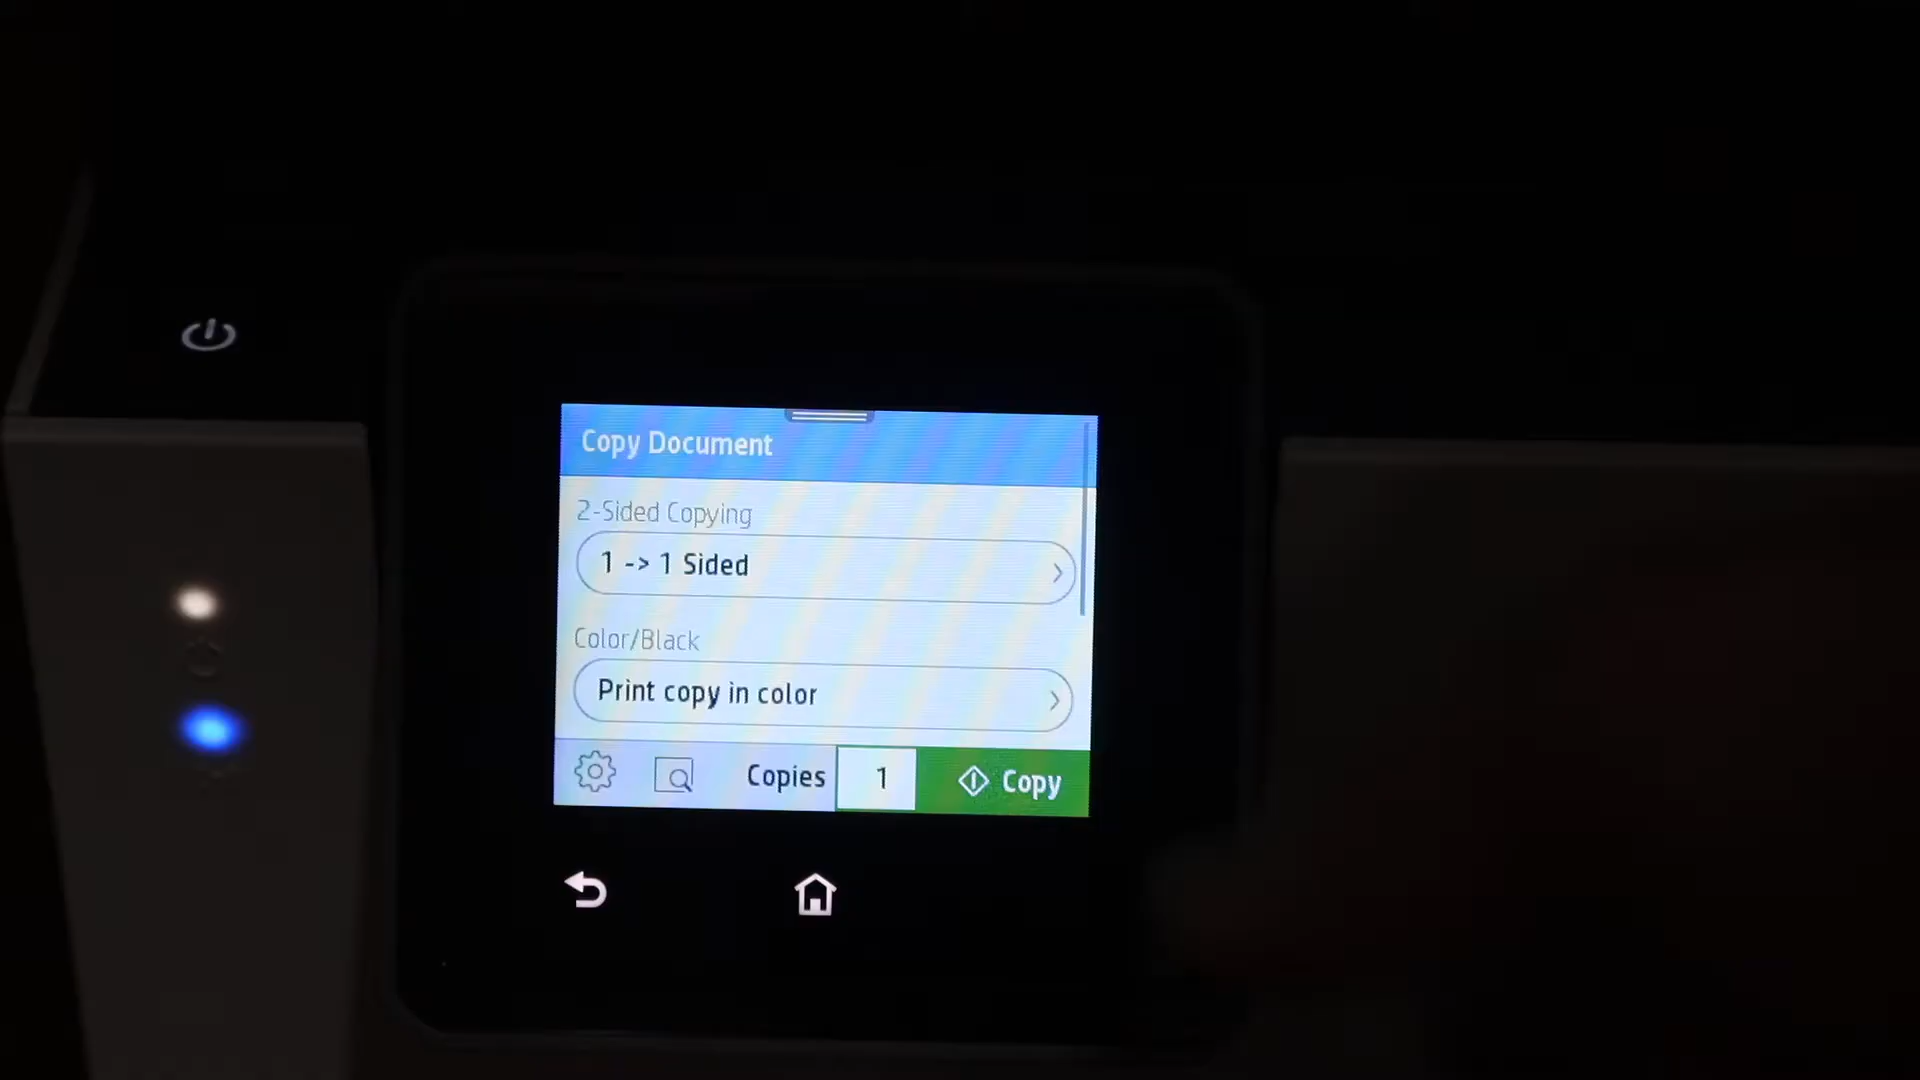 Copy Document
2-Sided Copying
1 -> 1 Sided
Color/Black
Print copy in color
Copies 1 Copy